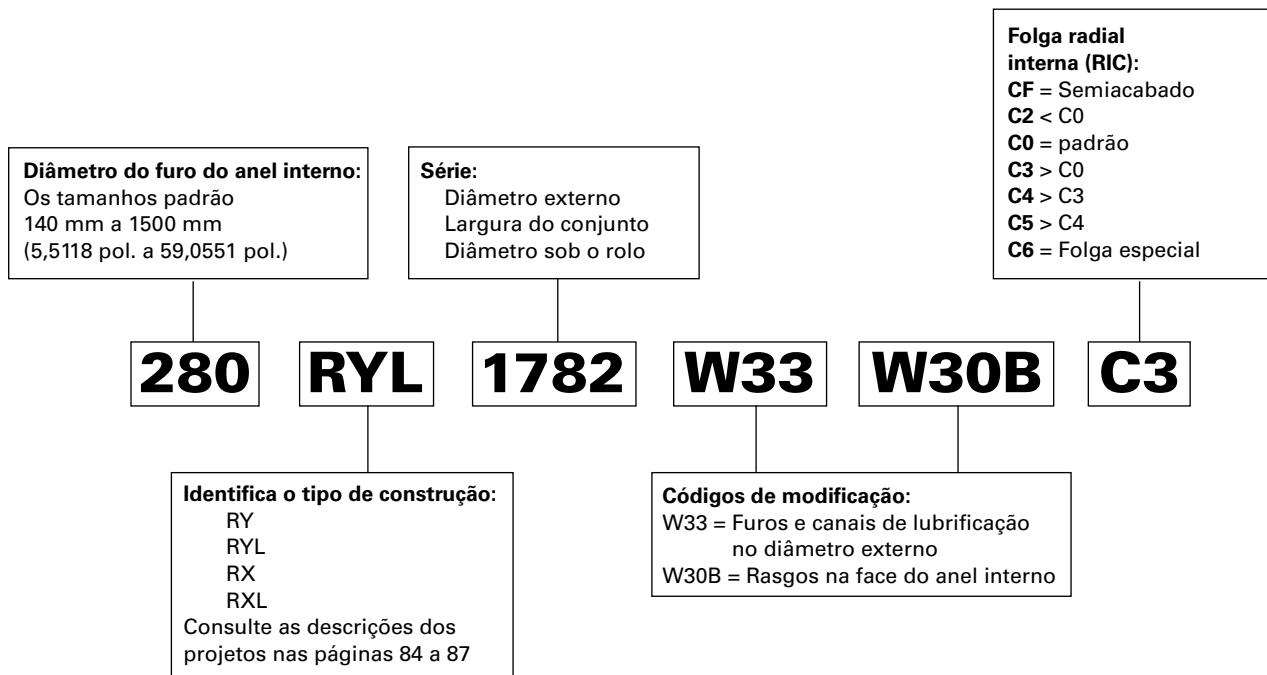 Folga radial
interna (RIC):
CF = Semiacabado
C2 < C0
C0 = padrão
C3 > C0
C4 > C3
C5 > C4
C6 = Folga especial
Diâmetro do furo do anel interno:
Os tamanhos padrão
140 mm a 1500 mm
(5,5118 pol. a 59,0551 pol.)
Série:
Diâmetro externo
Largura do conjunto
Diâmetro sob o rolo
280 RYL 1782 W33 W30B C3
Identifica o tipo de construção:
RY
RYL
RX
RXL
Consulte as descrições dos
projetos nas páginas 84 a 87
Códigos de modificação:
W33 = Furos e canais de lubrificação
no diâmetro externo
W30B = Rasgos na face do anel interno